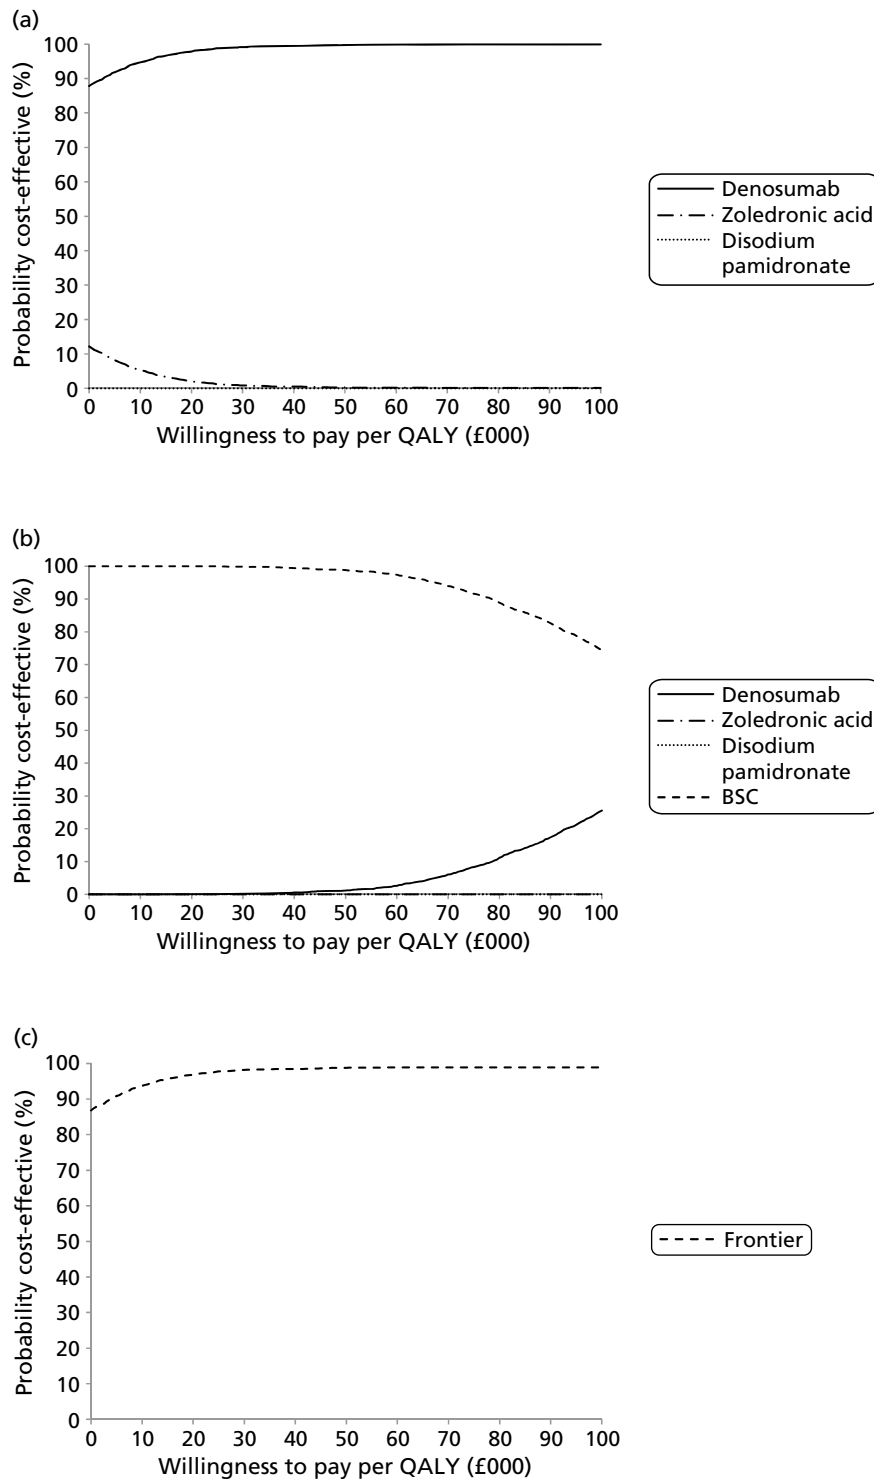 (a)
100
90
80
70
60
50
40
30
20
10
0
Probability cost-effective (%)
0 10 20 30 40 50 60 70 80 90 100
Willingness to pay per QALY (£000)
Denosumab
Zoledronic acid
Disodium
pamidronate
(b)
100
90
80
70
60
50
40
30
20
10
0
Probability cost-effective (%)
0 10 20 30 40 50 60 70 80 90 100
Willingness to pay per QALY (£000)
Denosumab
Zoledronic acid
Disodium
pamidronate
BSC
(c)
100
90
80
70
60
50
40
30
20
10
0
Probability cost-effective (%)
0 10 20 30 40 50 60 70 80 90 100
Willingness to pay per QALY (£000)
Frontier